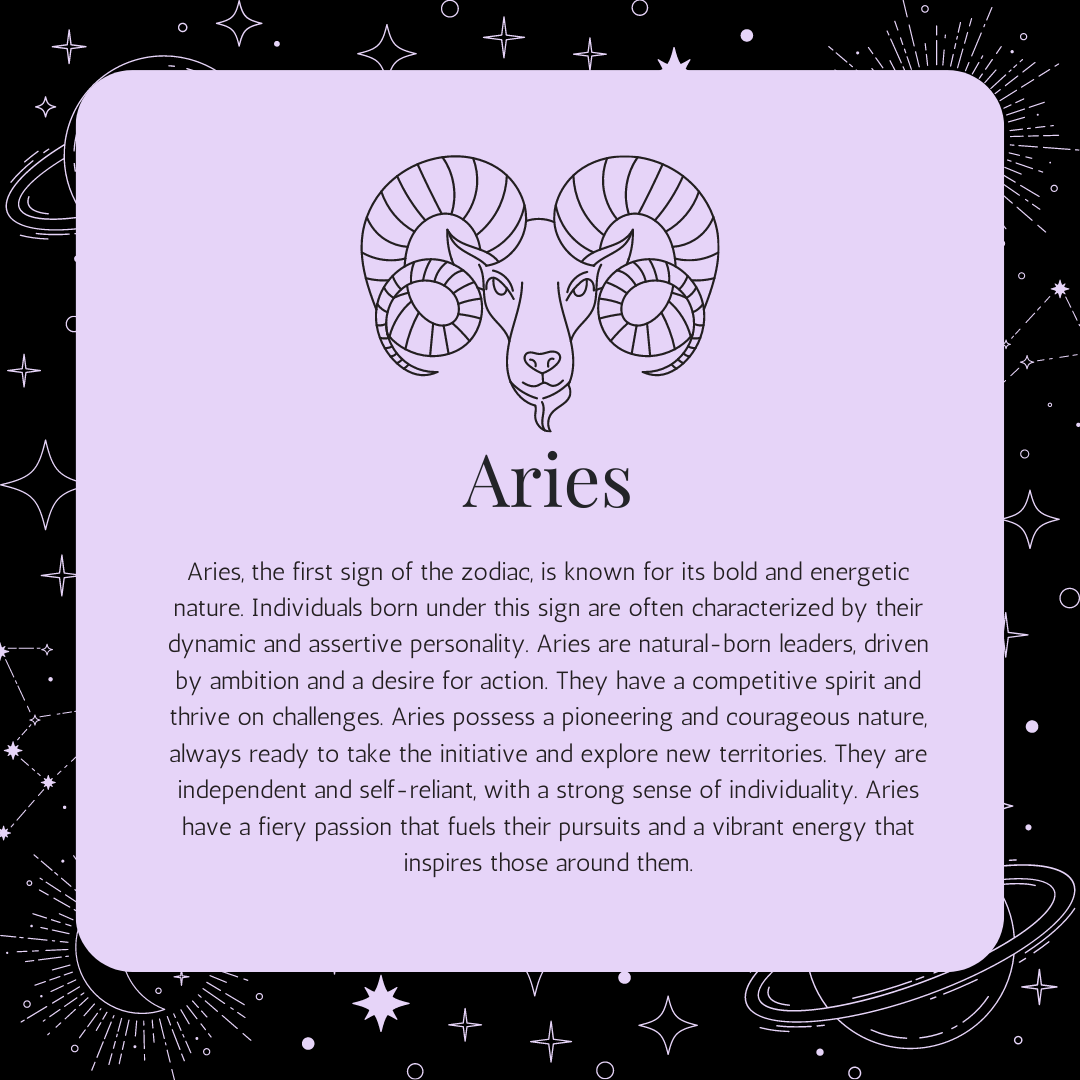 Aries
Aries, the first sign of the zodiac, is known for its bold and energetic
nature. Individuals born under this sign are often characterized by their
dynamic and assertive personality. Aries are natural-born leaders, driven
by ambition and a desire for action. They have a competitive spirit and
thrive on challenges. Aries possess a pioneering and courageous nature,
always ready to take the initiative and explore new territories. They are
independent and self-reliant, with a strong sense of individuality. Aries
have a fiery passion that fuels their pursuits and a vibrant energy that
inspires those around them.